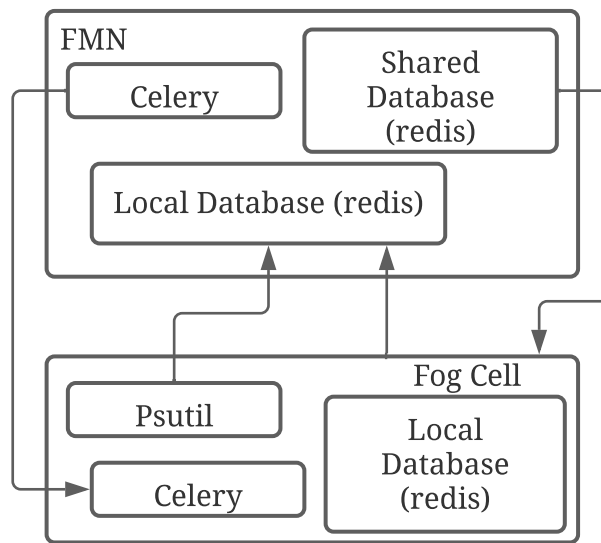 FMN
Celery
Shared
Database
(redis)
Local Database (redis)
Fog Cell
Psutil
Local
Database
(redis)
Celery